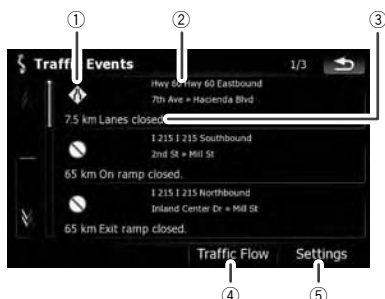 ① ② ③
Traffic Events 1/3
Hwy 60 Hwy 60 Eastbound
7th Ave » Hacienda Blvd
7.5 km Lanes closed.
I 215 I 215 Southbound
2nd St » Mill St
65 km On ramp closed.
I 215 I 215 Northbound
Inland Center Dr » Mill St
65 km Exit ramp closed.
Traffic Flow Settings
④ ⑤